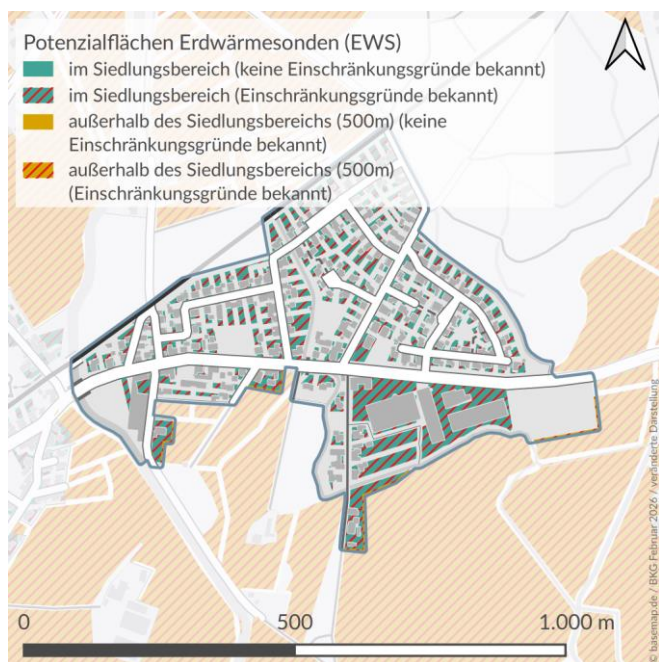 Potenzialflächen Erdwärmesonden (EWS)
im Siedlungsbereich (keine Einschränkungsgründe bekannt)
im Siedlungsbereich (Einschränkungsgründe bekannt)
außerhalb des Siedlungsbereichs (500m) (keine
Einschränkungsgründe bekannt)
außerhalb des Siedlungsbereichs (500m)
(Einschränkungsgründe bekannt)
0
500
1.000 m
© basemap.de / BKG Februar 2026 / veränderte Darstellung